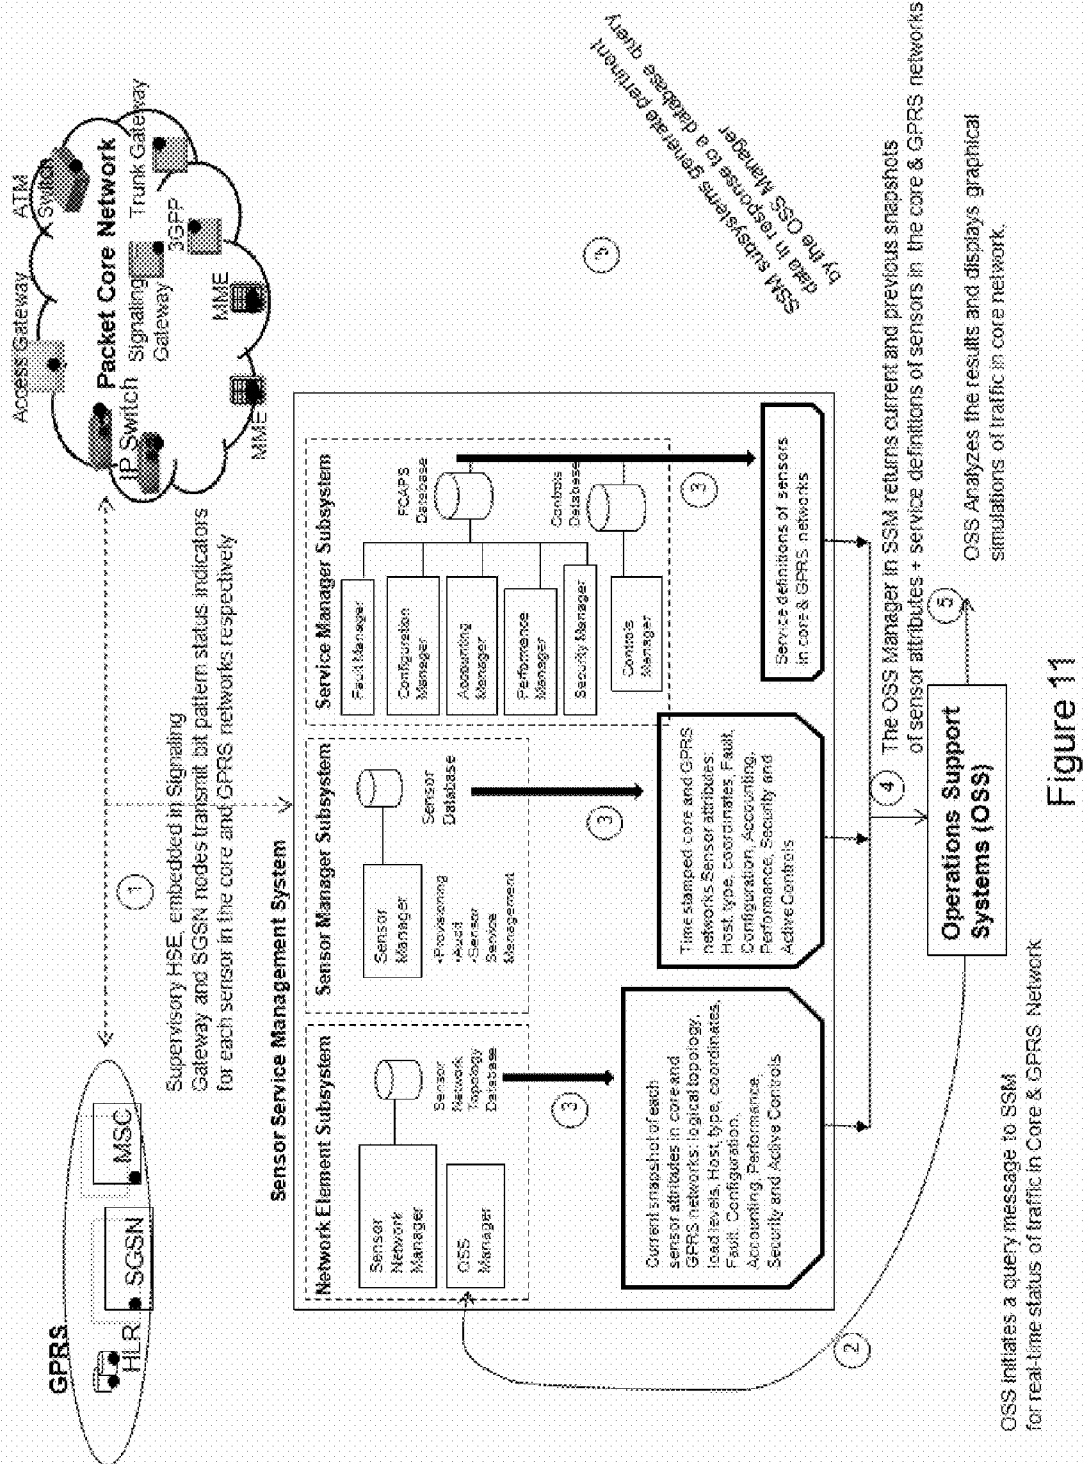 GPRS
HLR
SGSN
MSC
Access Gateway
ATM
Switch
Packet Core Network
IP Switch
Signaling
Gateway
Trunk Gateway
3GPP
MME
MME
1
Supervisory HSE, embedded in Signaling
Gateway and SGSN nodes transmit bit pattern status indicators
for each sensor in the core and GPRS networks respectively
Sensor Service Management System
Network Element Subsystem
Sensor
Network
Manager
OSS
Manager
Sensor
Network
Topology
Database
3
Current snapshot of each
sensor attributes in core and
GPRS networks: logical topology,
load levels, Host, type, coordinates,
Fault, Configuration,
Accounting, Performance,
Security and Active Controls
Sensor Manager Subsystem
Sensor
Manager
•Provisioning
•Audit
•Sensor
Service
Management
Sensor
Database
3
Time stamped core and GPRS
networks Sensor attributes:
Host, type, coordinates, Fault,
Configuration, Accounting,
Performance, Security and
Active Controls
Service Manager Subsystem
Fault Manager
Configuration
Manager
Accounting
Manager
Performence
Manager
Security Manager
Controls
Manager
FCAPS
Database
Controls
Database
3
Service definitions of sensors
in core & GPRS networks
3
SSM subsystems generate pertinent
data in response to a database query
by the OSS Manager
Manager
4
The OSS Manager in SSM returns current and previous snapshots
of sensor attributes + service definitions of sensors in the core & GPRS networks
Operations Support
Systems (OSS)
5
OSS Analyzes the results and displays graphical
simulations of traffic in core network.
2
OSS initiates a query message to SSM
for real-time status of traffic in Core & GPRS Network
Figure 11